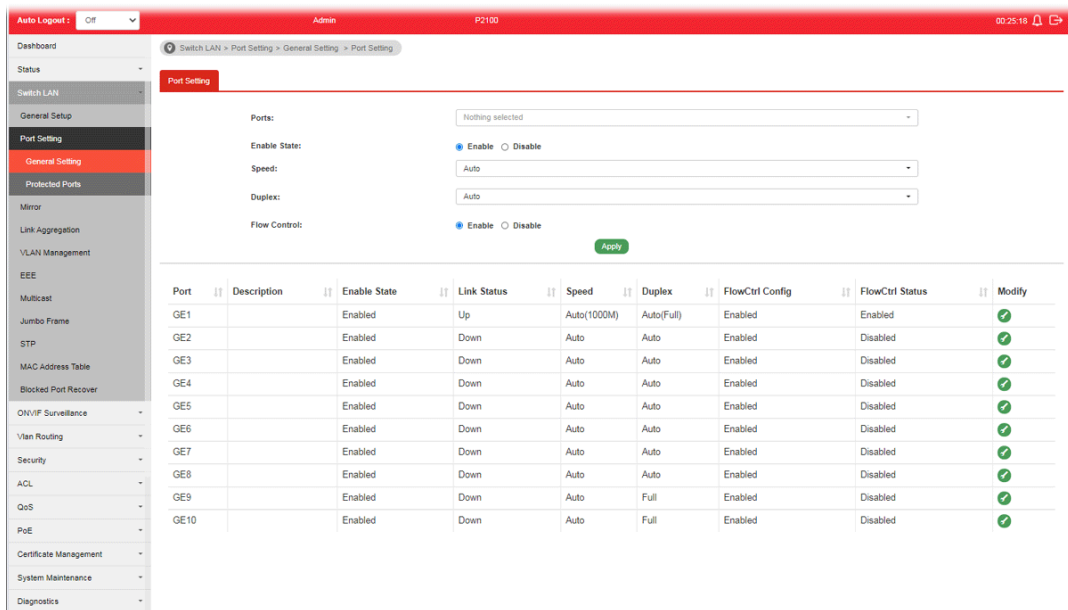 Auto Logout : Off Admin P2100 00:25:18
Dashboard
Status
Switch LAN
General Setup
Port Setting
General Setting
Protected Ports
Mirror
Link Aggregation
VLAN Management
EEE
Multicast
Jumbo Frame
STP
MAC Address Table
Blocked Port Recover
ONVIF Surveillance
Vlan Routing
Security
ACL
QoS
PoE
Certificate Management
System Maintenance
Diagnostics
Switch LAN > Port Setting > General Setting > Port Setting
Port Setting
Ports: Nothing selected
Enable State: Enable Disable
Speed: Auto
Duplex: Auto
Flow Control: Enable Disable
Apply
Port Description Enable State Link Status Speed Duplex FlowCtrl Config FlowCtrl Status Modify
GE1 Enabled Up Auto(1000M) Auto(Full) Enabled Enabled
GE2 Enabled Down Auto Auto Enabled Disabled
GE3 Enabled Down Auto Auto Enabled Disabled
GE4 Enabled Down Auto Auto Enabled Disabled
GE5 Enabled Down Auto Auto Enabled Disabled
GE6 Enabled Down Auto Auto Enabled Disabled
GE7 Enabled Down Auto Auto Enabled Disabled
GE8 Enabled Down Auto Auto Enabled Disabled
GE9 Enabled Down Auto Full Enabled Disabled
GE10 Enabled Down Auto Full Enabled Disabled